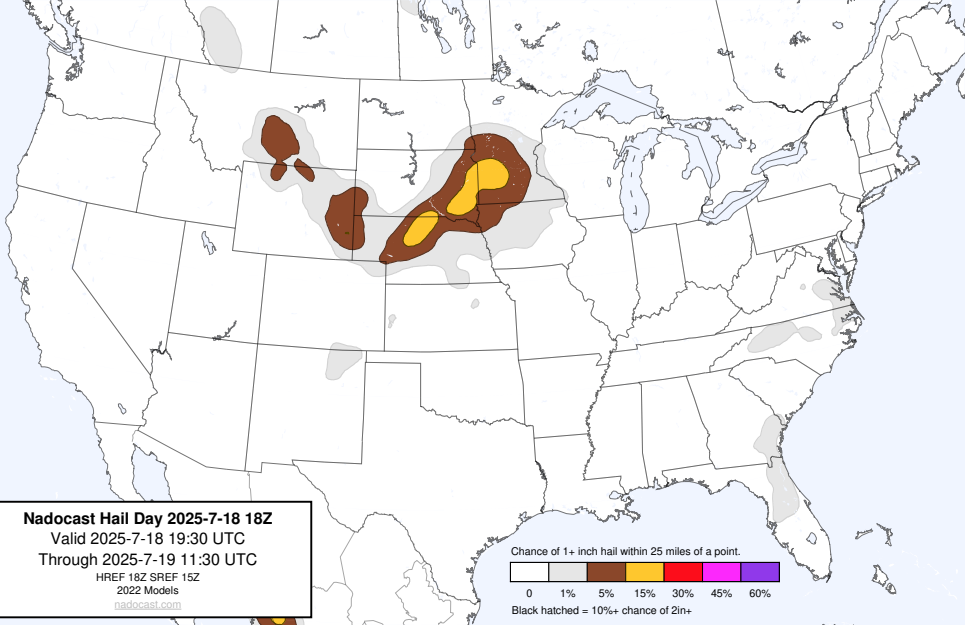 Nadocast Hail Day 2025-7-18 18Z
Valid 2025-7-18 19:30 UTC
Through 2025-7-19 11:30 UTC
HREF 18Z SREF 15Z
2022 Models
nadocast.com
Chance of 1+ inch hail within 25 miles of a point.
0 1% 5% 15% 30% 45% 60%
Black hatched = 10%+ chance of 2in+